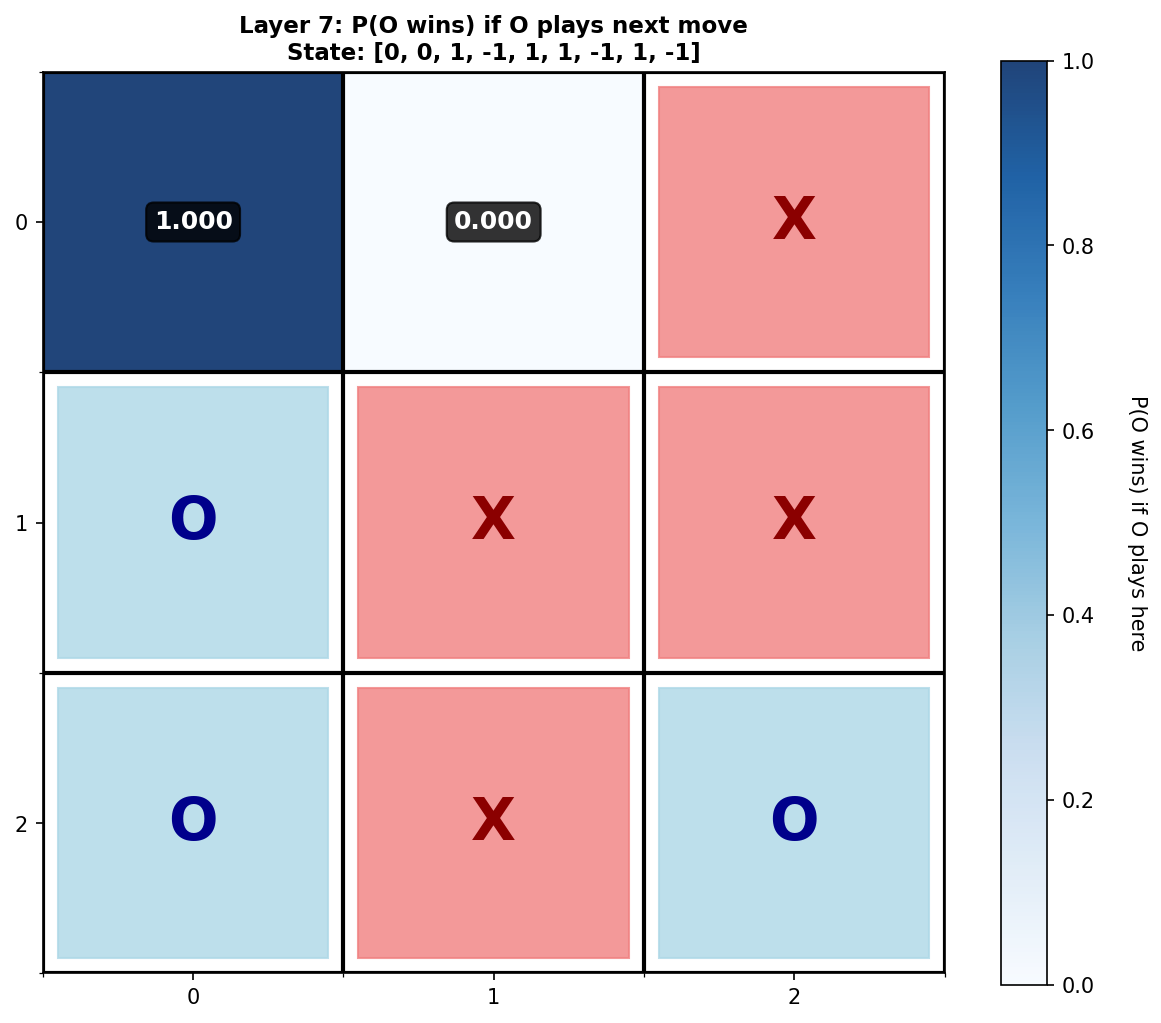 Layer 7: P(O wins) if O plays next move
State: [0, 0, 1, -1, 1, 1, -1, 1, -1]
0
1.000
0.000
X
1
O
X
X
2
O
X
O
0
1
2
1.0
0.8
0.6
0.4
0.2
0.0
P(O wins) if O plays here